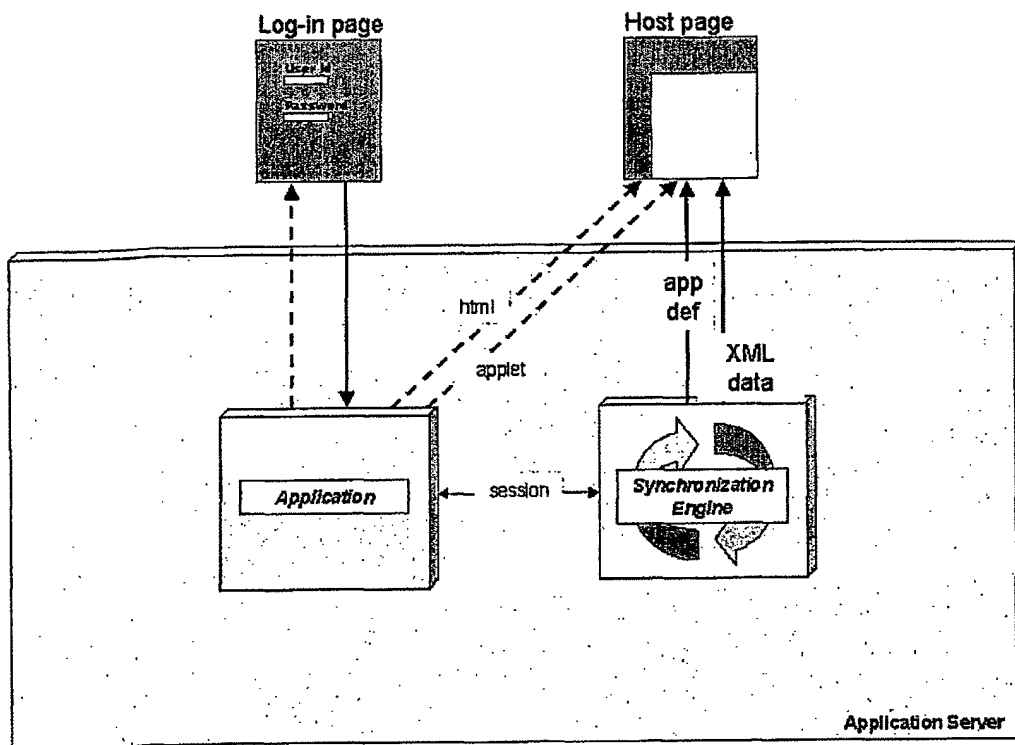 Log-in page
Host page
User Id
Password
html
app
def
applet
XML
data
Application
session
Synchronization
Engine
Application Server